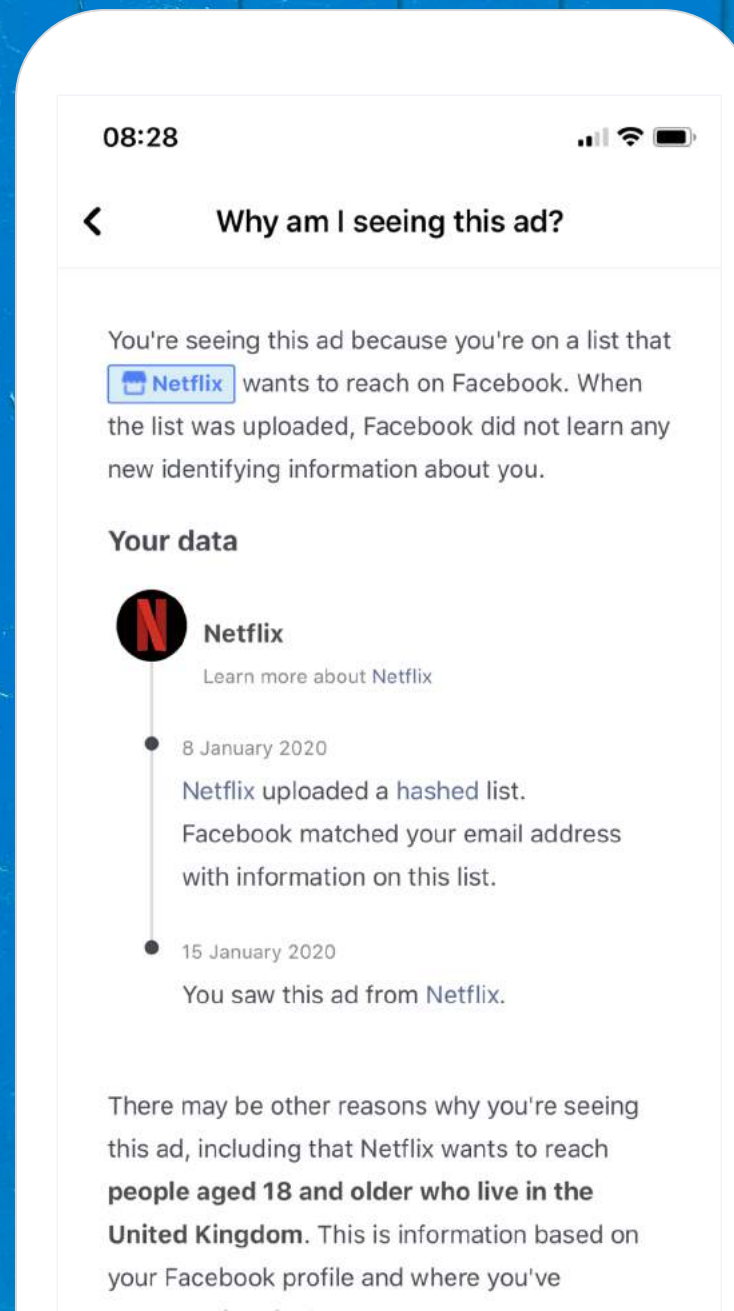 08:28
Why am I seeing this ad?
You're seeing this ad because you're on a list that
Netflix wants to reach on Facebook. When
the list was uploaded, Facebook did not learn any
new identifying information about you.
Your data
N
Netflix
Learn more about Netflix
8 January 2020
Netflix uploaded a hashed list.
Facebook matched your email address
with information on this list.
15 January 2020
You saw this ad from Netflix.
There may be other reasons why you're seeing
this ad, including that Netflix wants to reach
people aged 18 and older who live in the
United Kingdom. This is information based on
your Facebook profile and where you've